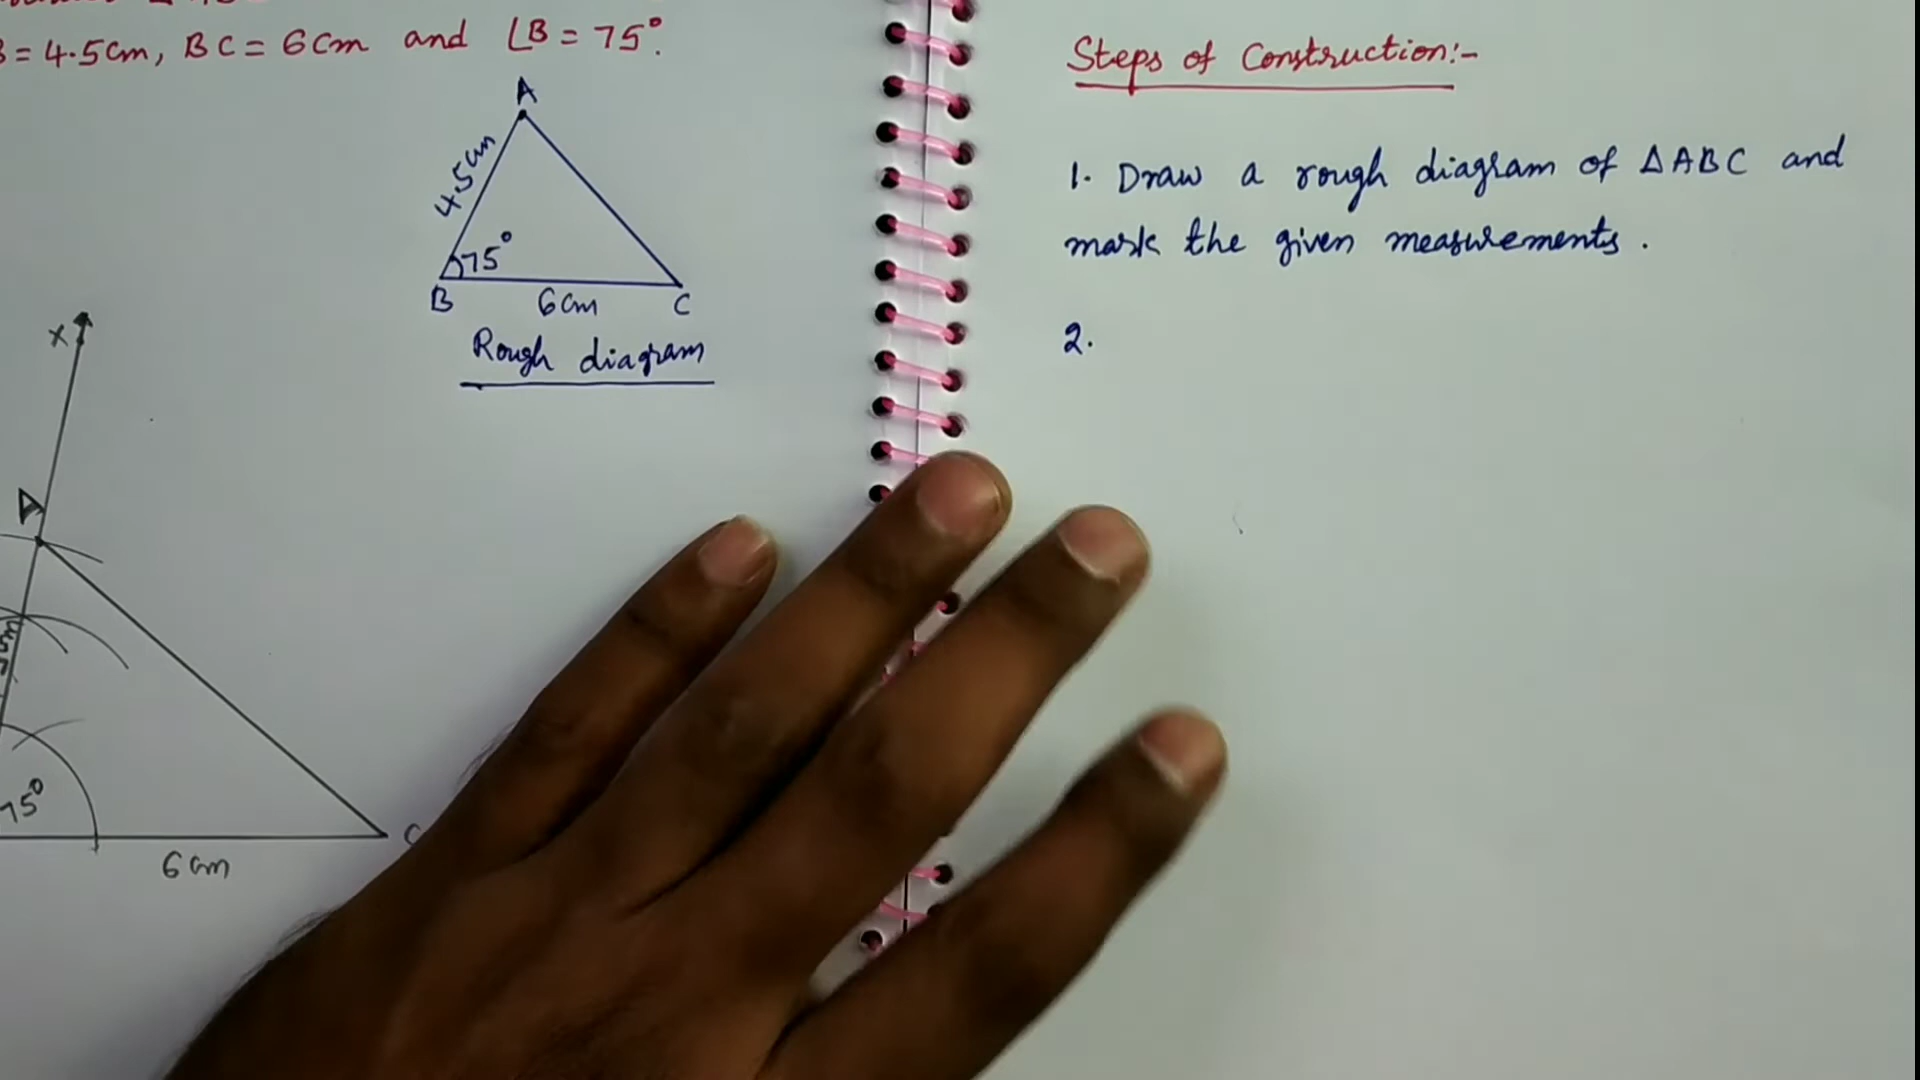 = 4.5cm, BC = 6cm and ∠B = 75°.
A
4.5cm
75°
B
6cm
C
Rough diagram
X
A
75°
C
6cm
Steps of Construction:-
1. Draw a rough diagram of ΔABC and
mark the given measurements.
2.